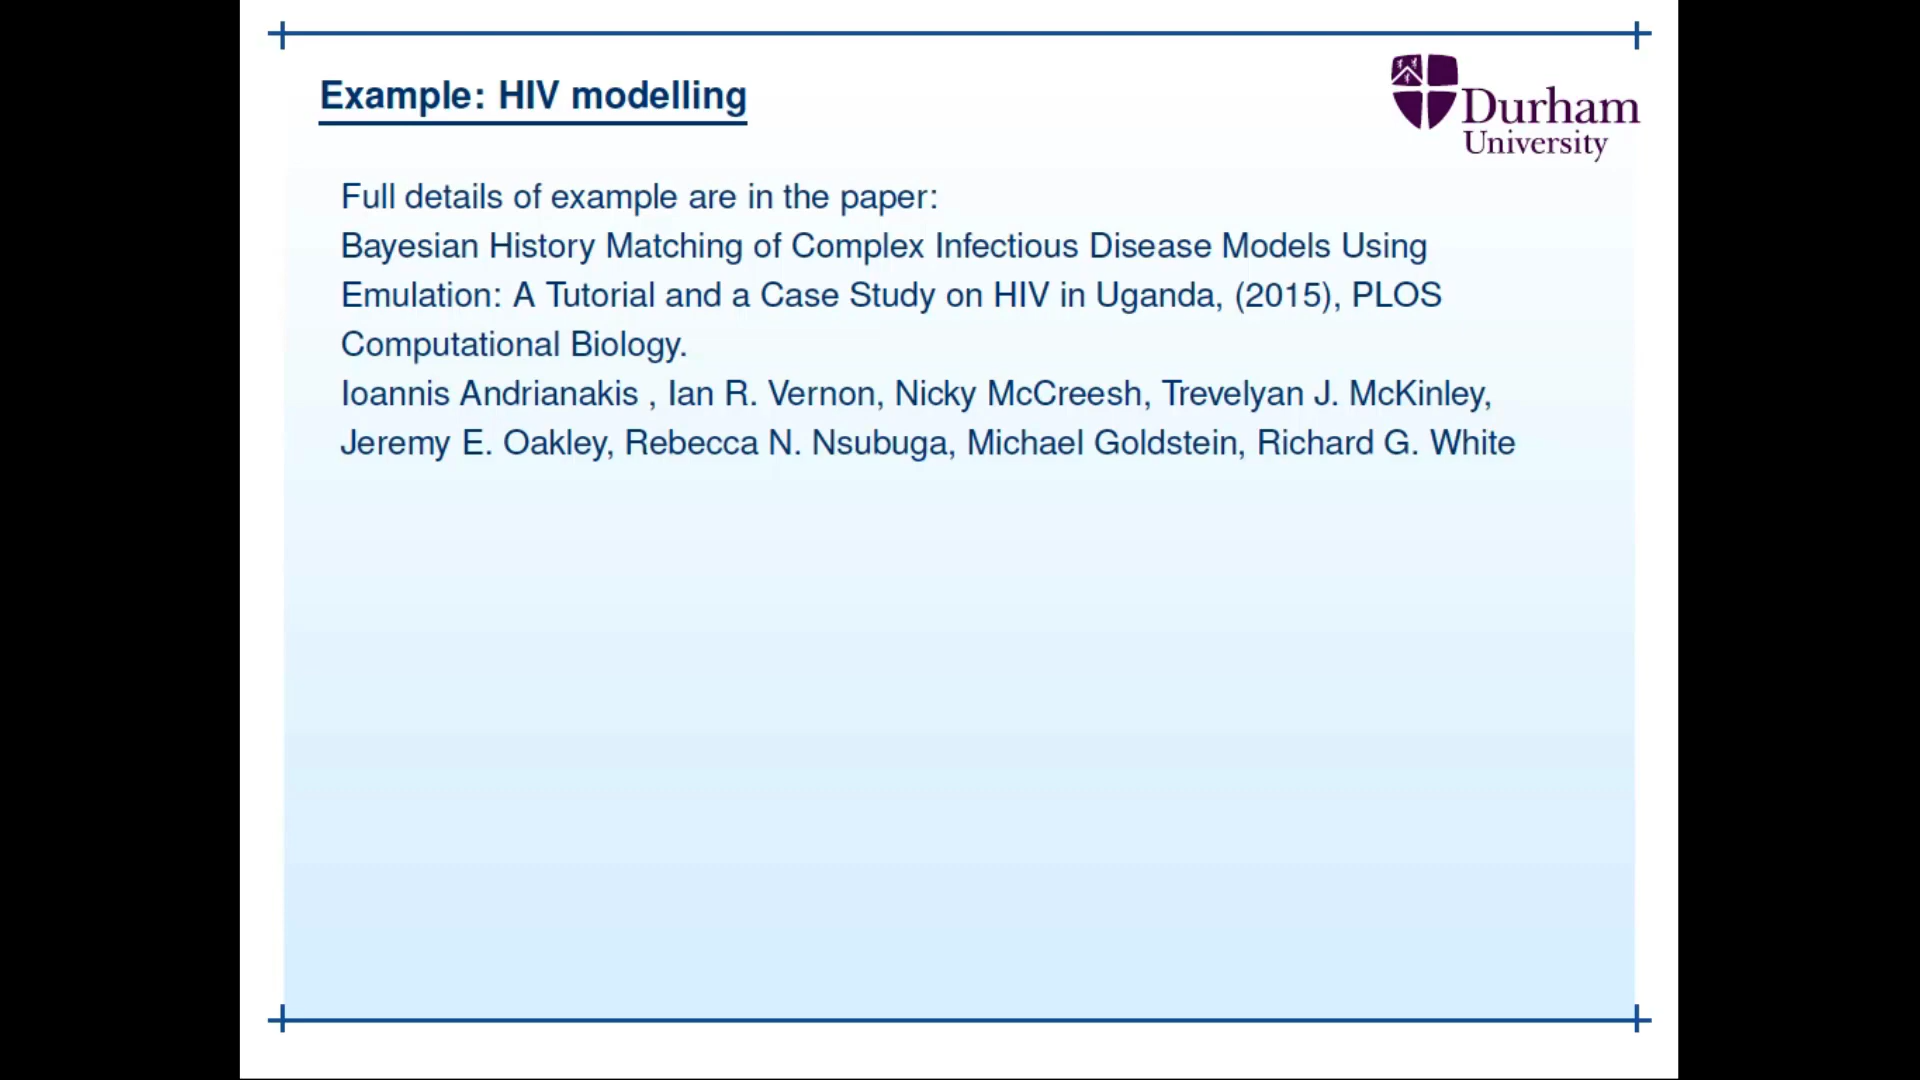 Example: HIV modelling
Durham
University
Full details of example are in the paper:
Bayesian History Matching of Complex Infectious Disease Models Using
Emulation: A Tutorial and a Case Study on HIV in Uganda, (2015), PLOS
Computational Biology.
Ioannis Andrianakis , Ian R. Vernon, Nicky McCreesh, Trevelyan J. McKinley,
Jeremy E. Oakley, Rebecca N. Nsubuga, Michael Goldstein, Richard G. White